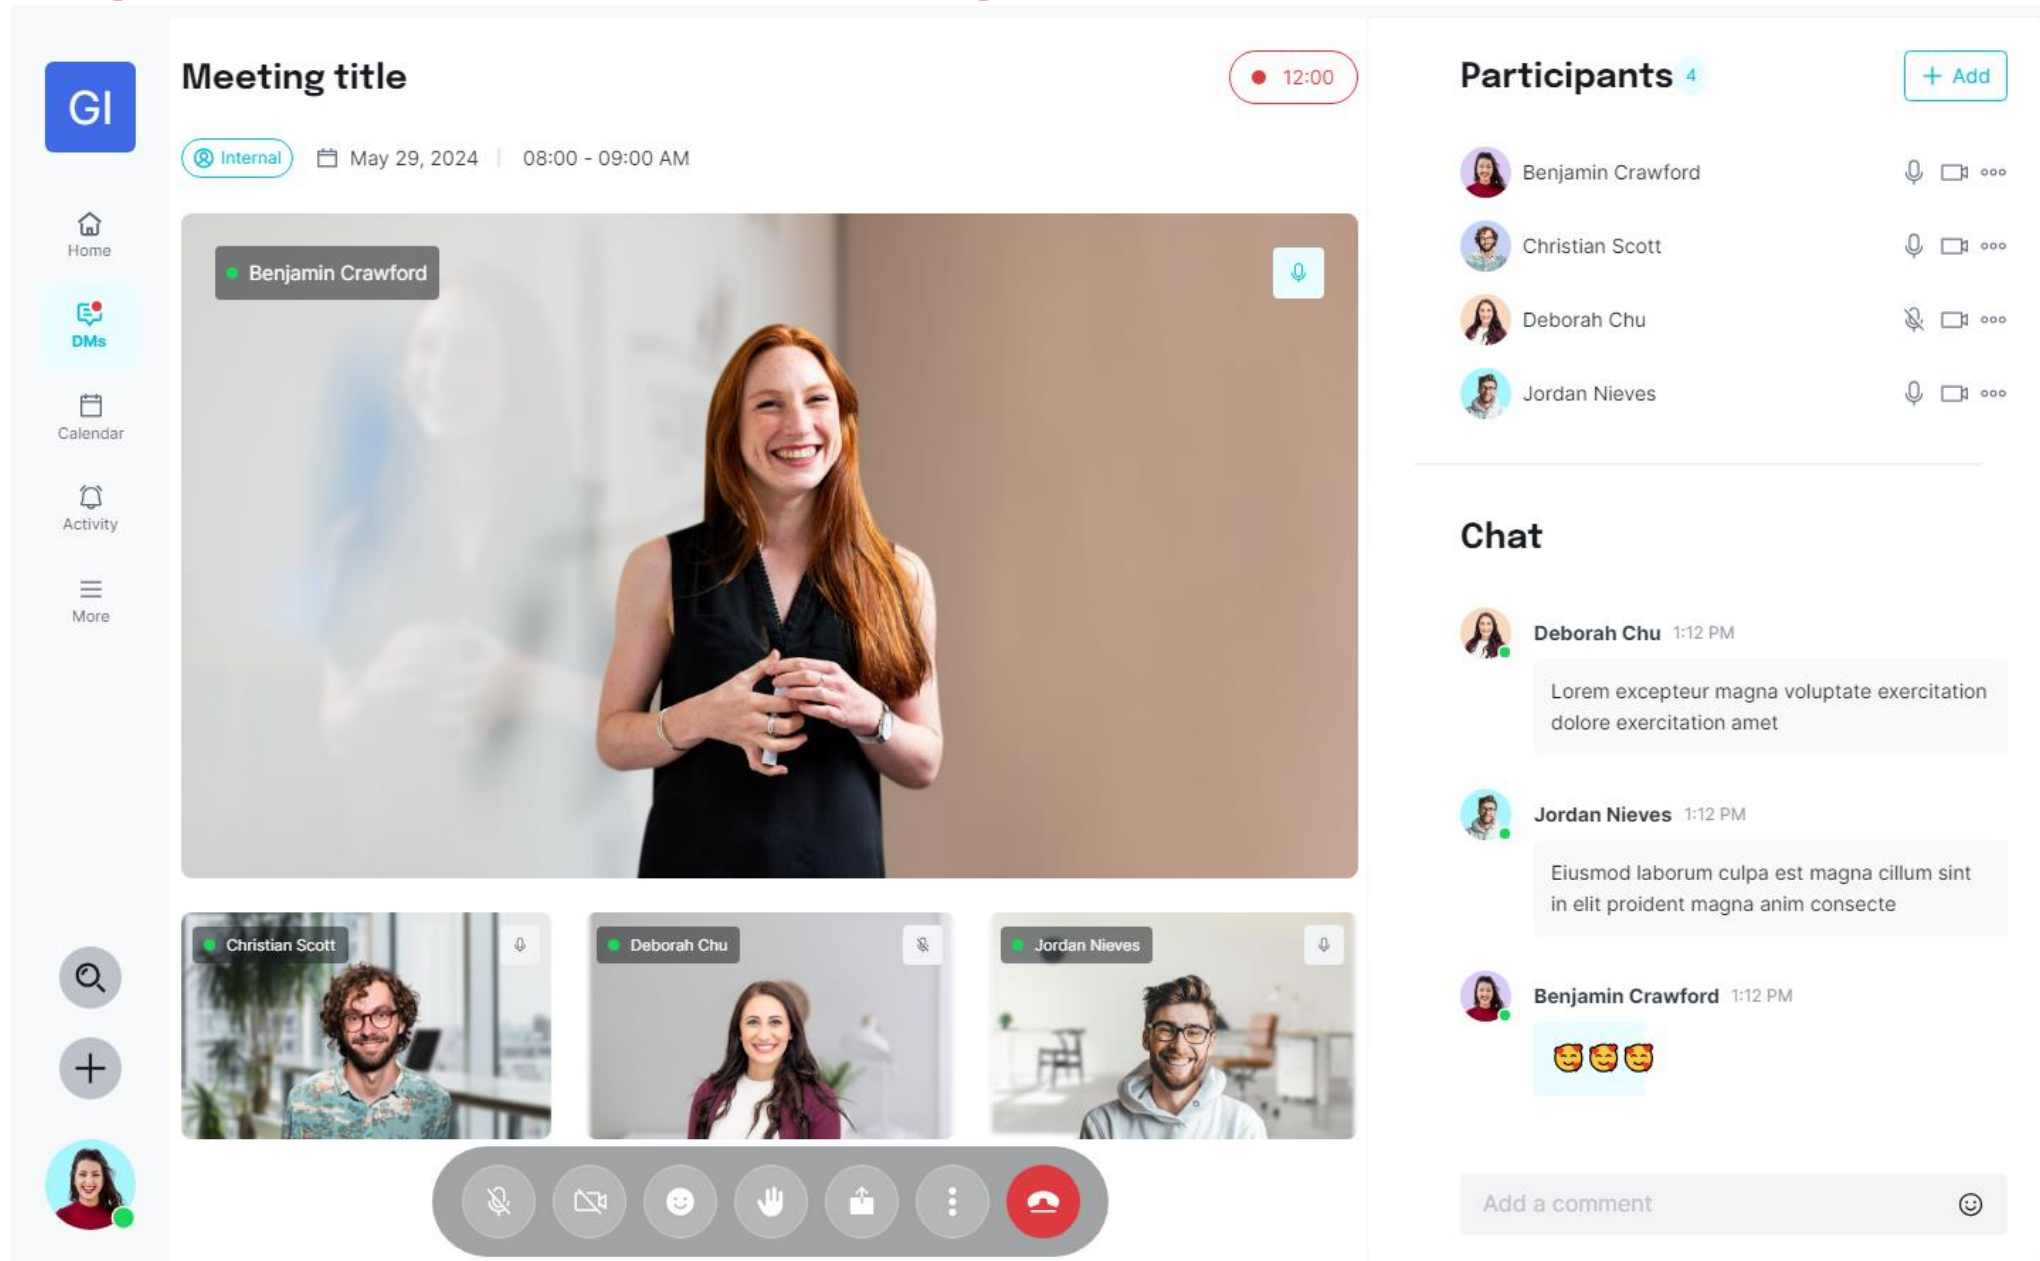 GI
Home
DMs
Calendar
Activity
More
Meeting title
12:00
Internal
May 29, 2024
08:00 - 09:00 AM
Benjamin Crawford
Christian Scott
Deborah Chu
Jordan Nieves
Participants 4
+ Add
Benjamin Crawford
Christian Scott
Deborah Chu
Jordan Nieves
Chat
Deborah Chu 1:12 PM
Lorem excepteur magna voluptate exercitation
dolore exercitation amet
Jordan Nieves 1:12 PM
Eiusmod laborum culpa est magna cillum sint
in elit proident magna anim consecte
Benjamin Crawford 1:12 PM
🥰🥰🥰
Add a comment